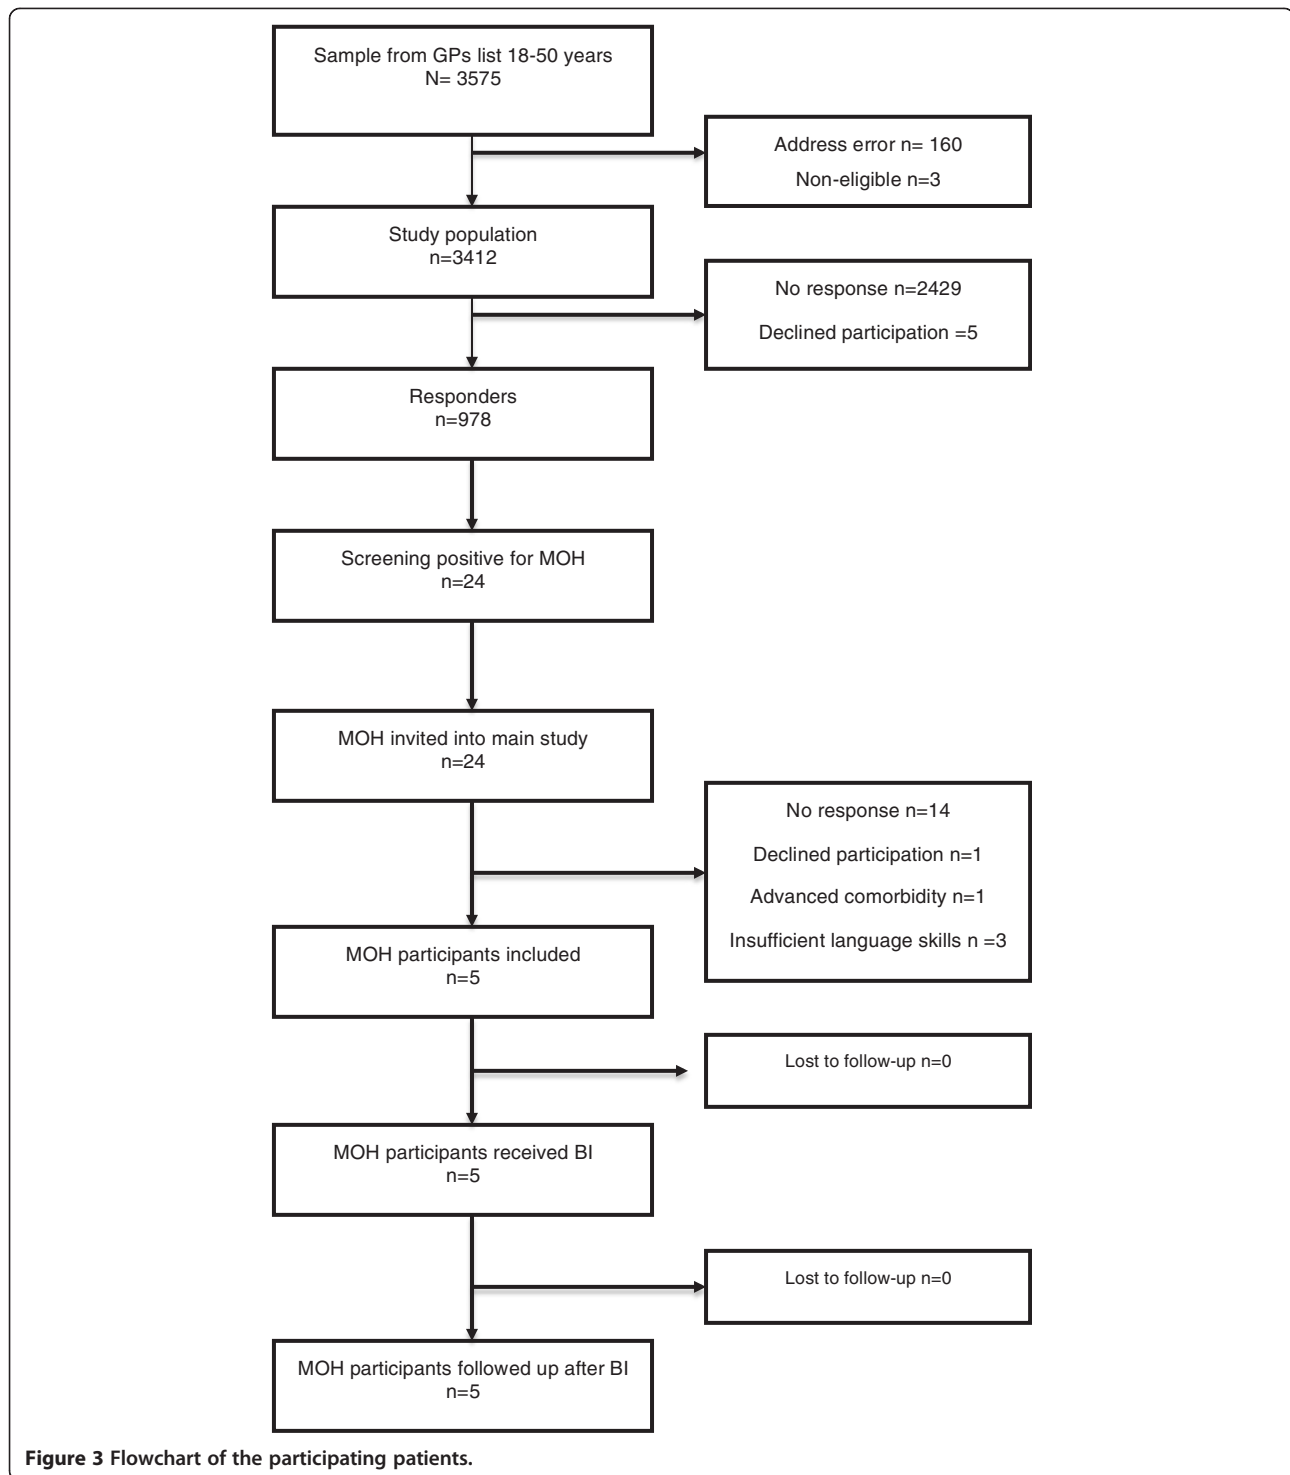 Sample from GPs list 18-50 years
N= 3575
Address error n= 160
Non-eligible n=3
Study population
n=3412
No response n=2429
Declined participation =5
Responders
n=978
Screening positive for MOH
n=24
MOH invited into main study
n=24
No response n=14
Declined participation n=1
Advanced comorbidity n=1
Insufficient language skills n =3
MOH participants included
n=5
Lost to follow-up n=0
MOH participants received BI
n=5
Lost to follow-up n=0
MOH participants followed up after BI
n=5
Figure 3 Flowchart of the participating patients.